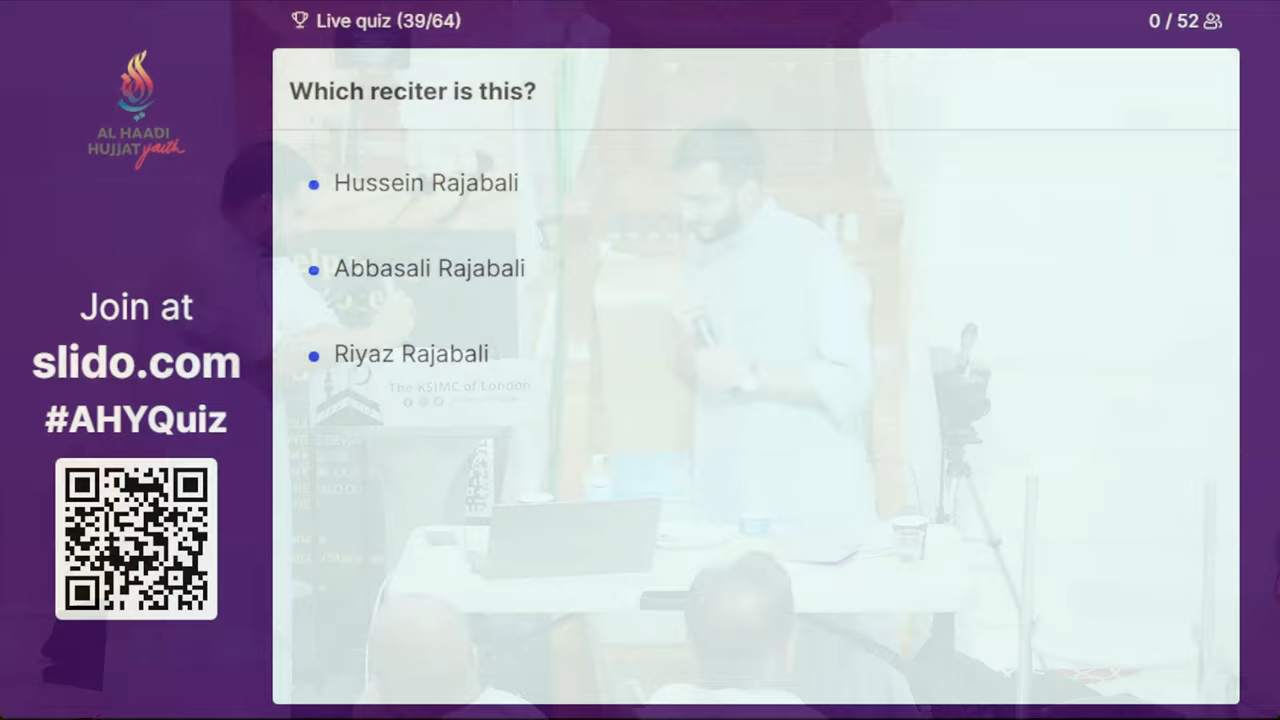 Live quiz (39/64)
0 / 52
AL HAADI
HUJJAT youth
Which reciter is this?
Hussein Rajabali
Abbasali Rajabali
Riyaz Rajabali
The KSIMC of London
Join at
slido.com
#AHYQuiz